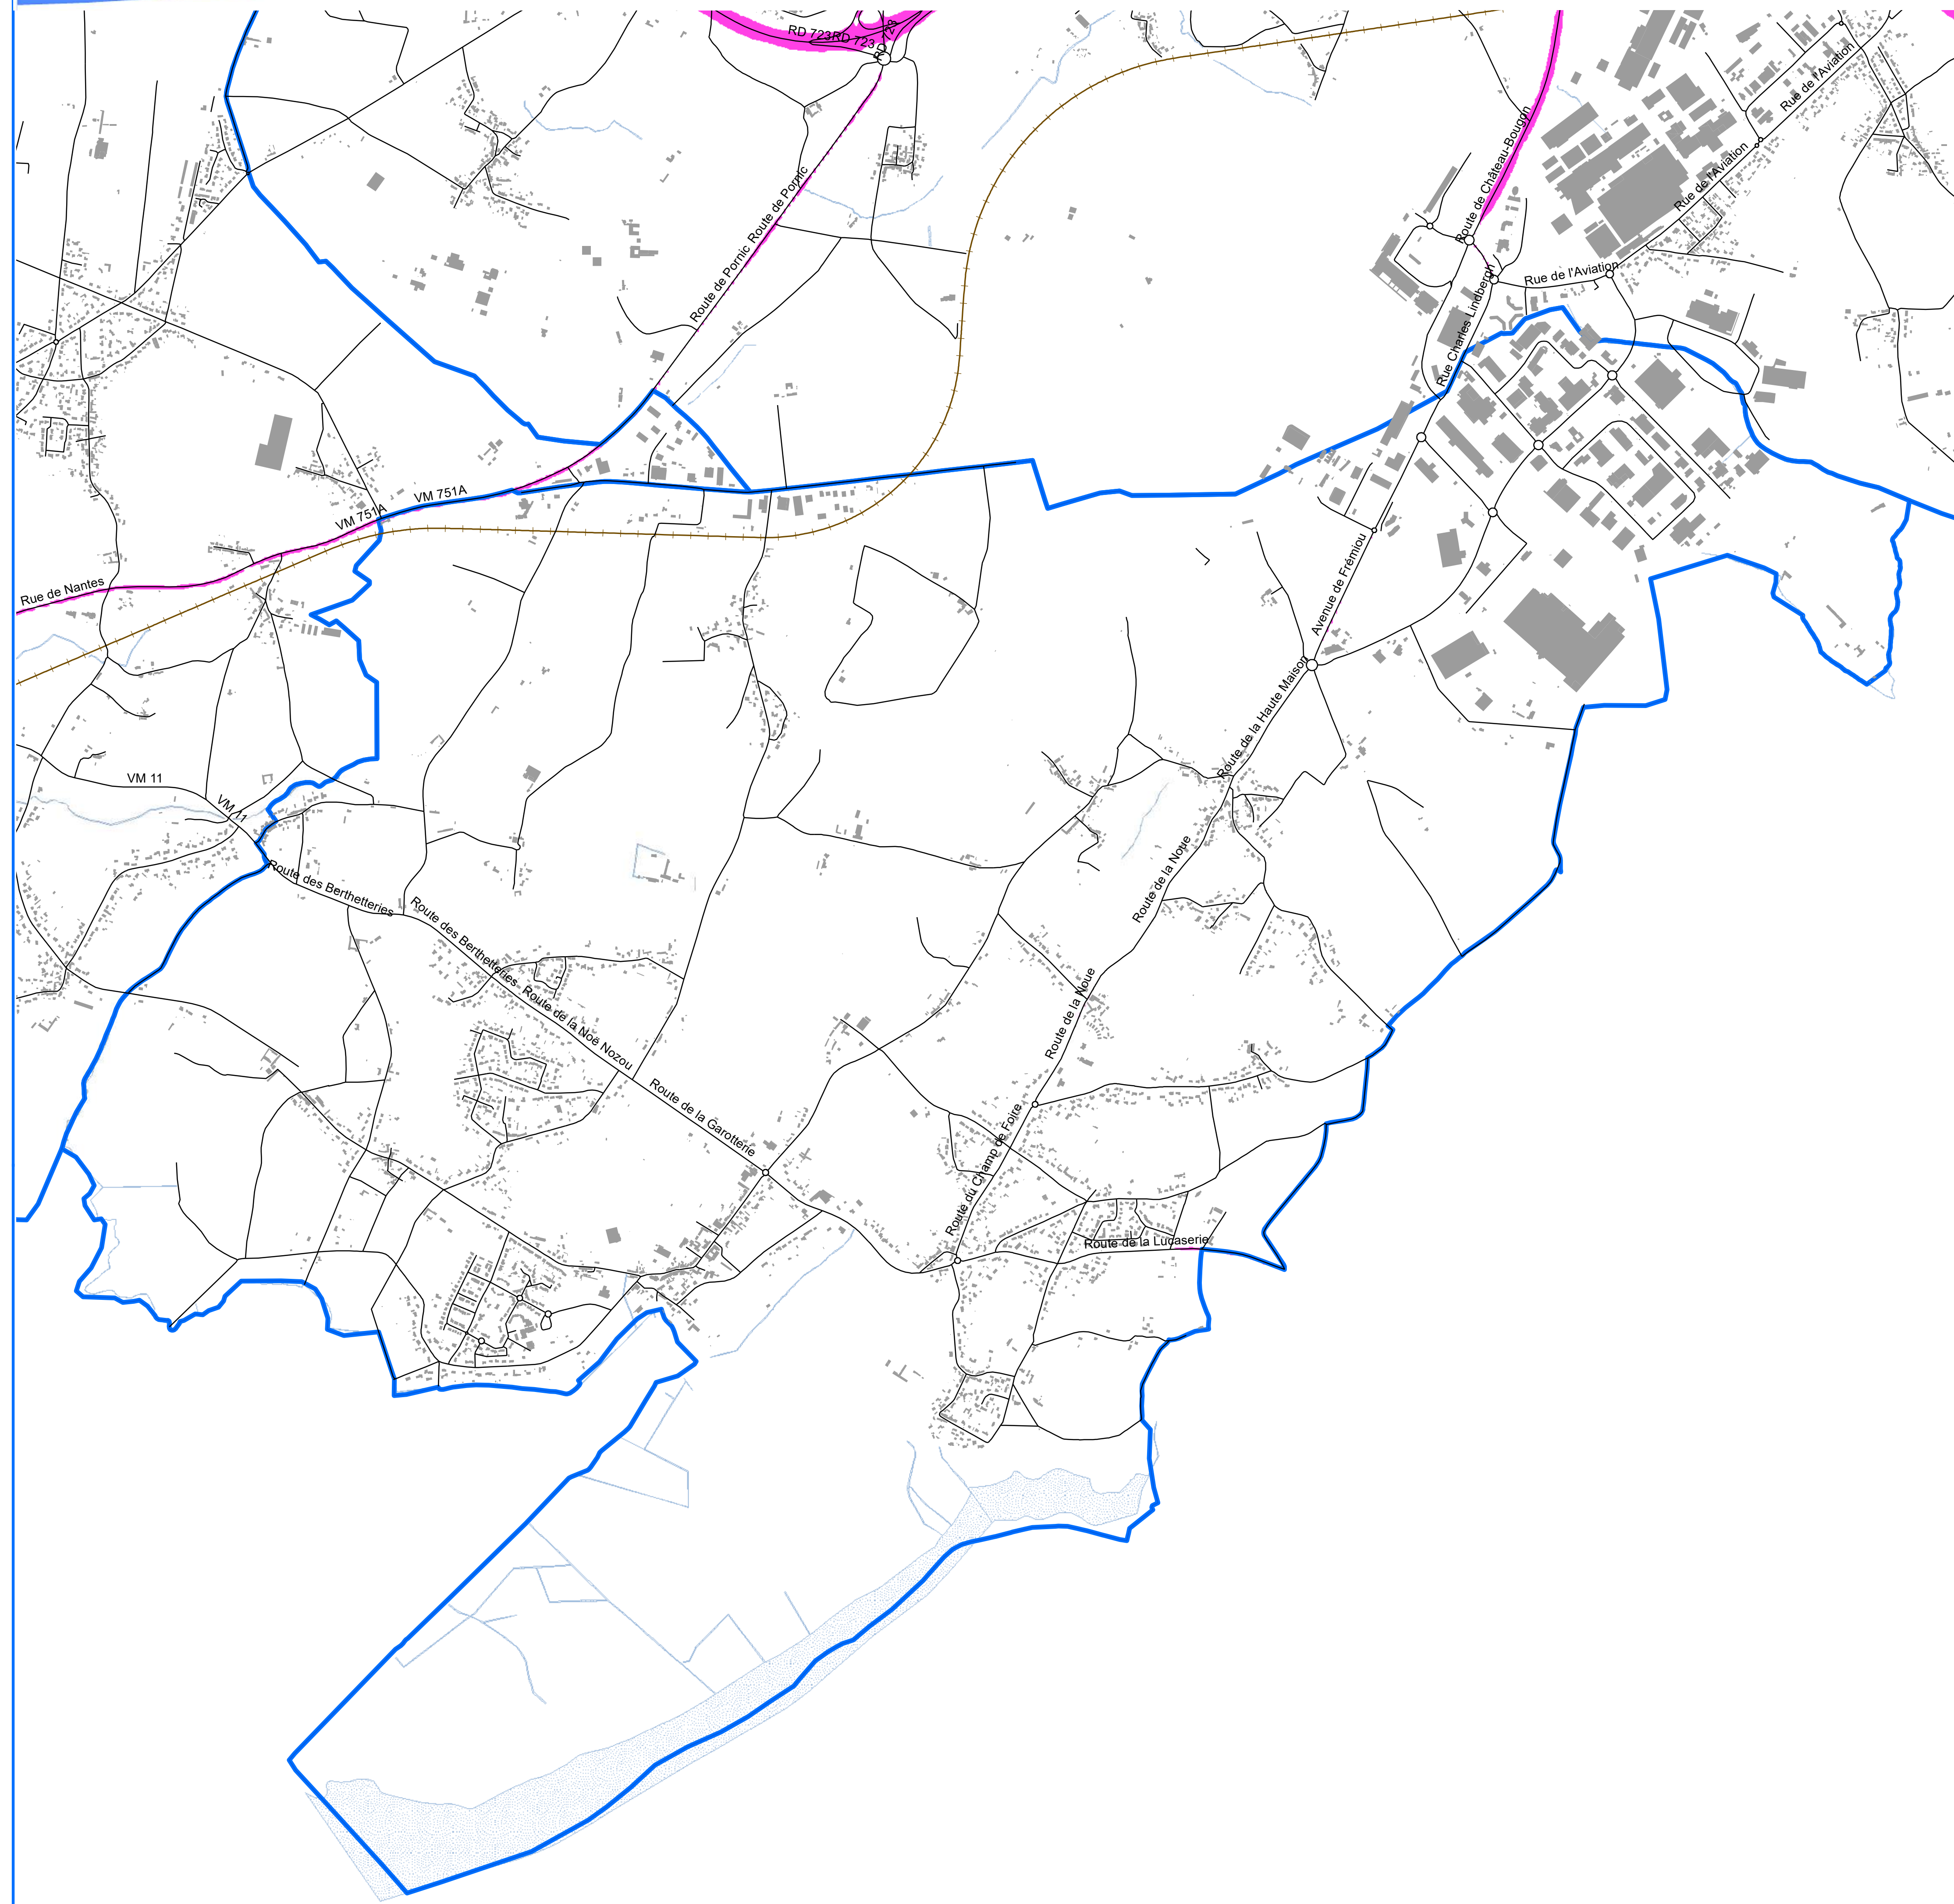 RD 723
RD 723
RD 723
Rue de l'Aviation
Route de Château-Bougon
Rue de l'Aviation
Route de Pornic
Route de Pornic
Rue de l'Aviation
Rue Charles Lindbergh
VM 751A
VM 751A
Rue de Nantes
Avenue de Frémiou
Route de la Haute Maison
VM 11
VM 11
Route de la Noue
Route des Berthetteries
Route des Berthetteries
Route de la Noë Nozou
Route de la Noue
Route de la Garotterie
Route du Champ de Foire
Route de la Lucaserie